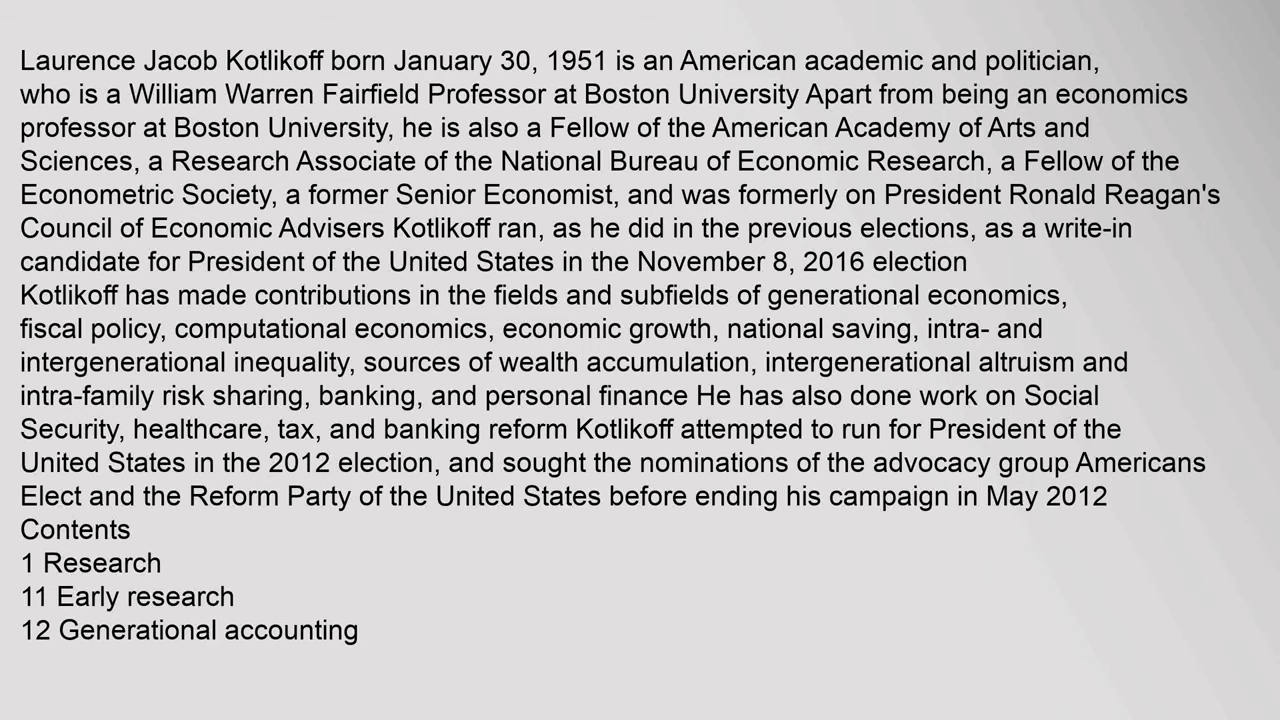 Laurence Jacob Kotlikoff born January 30, 1951 is an American academic and politician,
who is a William Warren Fairfield Professor at Boston University Apart from being an economics
professor at Boston University, he is also a Fellow of the American Academy of Arts and
Sciences, a Research Associate of the National Bureau of Economic Research, a Fellow of the
Econometric Society, a former Senior Economist, and was formerly on President Ronald Reagan's
Council of Economic Advisers Kotlikoff ran, as he did in the previous elections, as a write-in
candidate for President of the United States in the November 8, 2016 election
Kotlikoff has made contributions in the fields and subfields of generational economics,
fiscal policy, computational economics, economic growth, national saving, intra- and
intergenerational inequality, sources of wealth accumulation, intergenerational altruism and
intra-family risk sharing, banking, and personal finance He has also done work on Social
Security, healthcare, tax, and banking reform Kotlikoff attempted to run for President of the
United States in the 2012 election, and sought the nominations of the advocacy group Americans
Elect and the Reform Party of the United States before ending his campaign in May 2012
Contents
1 Research
11 Early research
12 Generational accounting